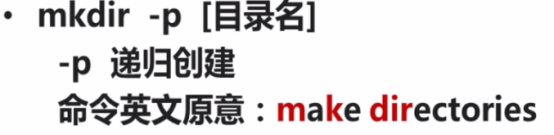 • mkdir -p [目录名]
-p 递归创建
命令英文原意：make directories